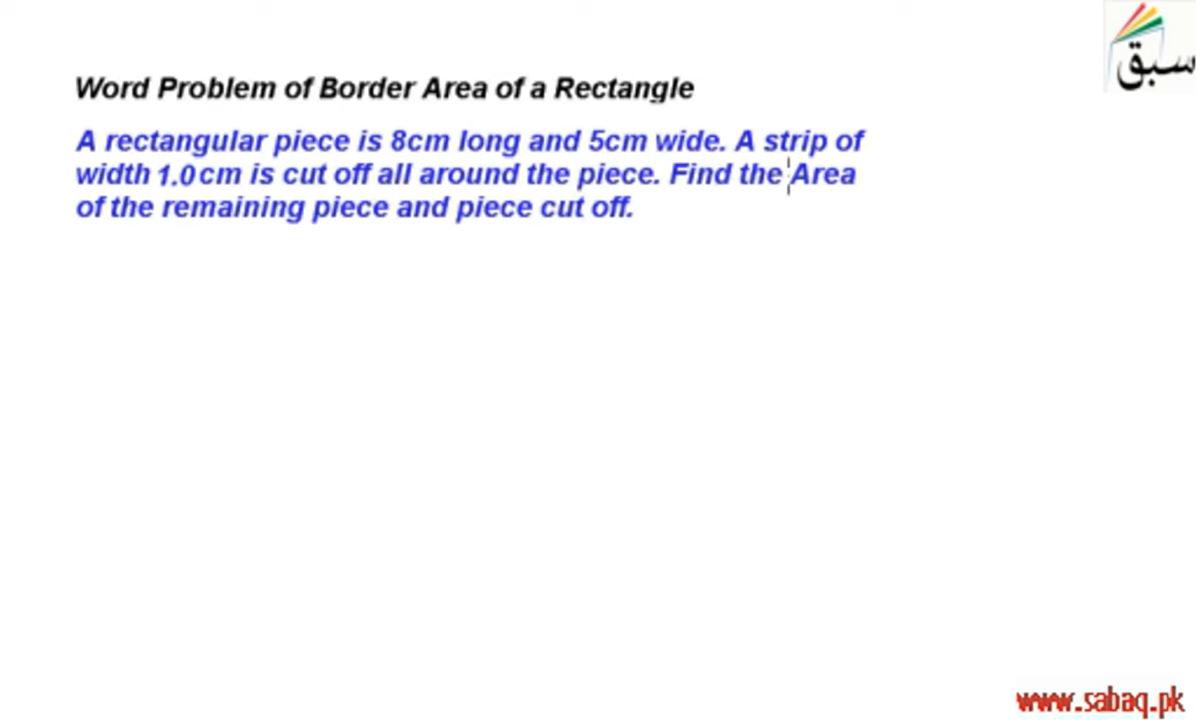 سبق
Word Problem of Border Area of a Rectangle
A rectangular piece is 8cm long and 5cm wide. A strip of
width 1.0cm is cut off all around the piece. Find the Area
of the remaining piece and piece cut off.
www.sabaq.pk